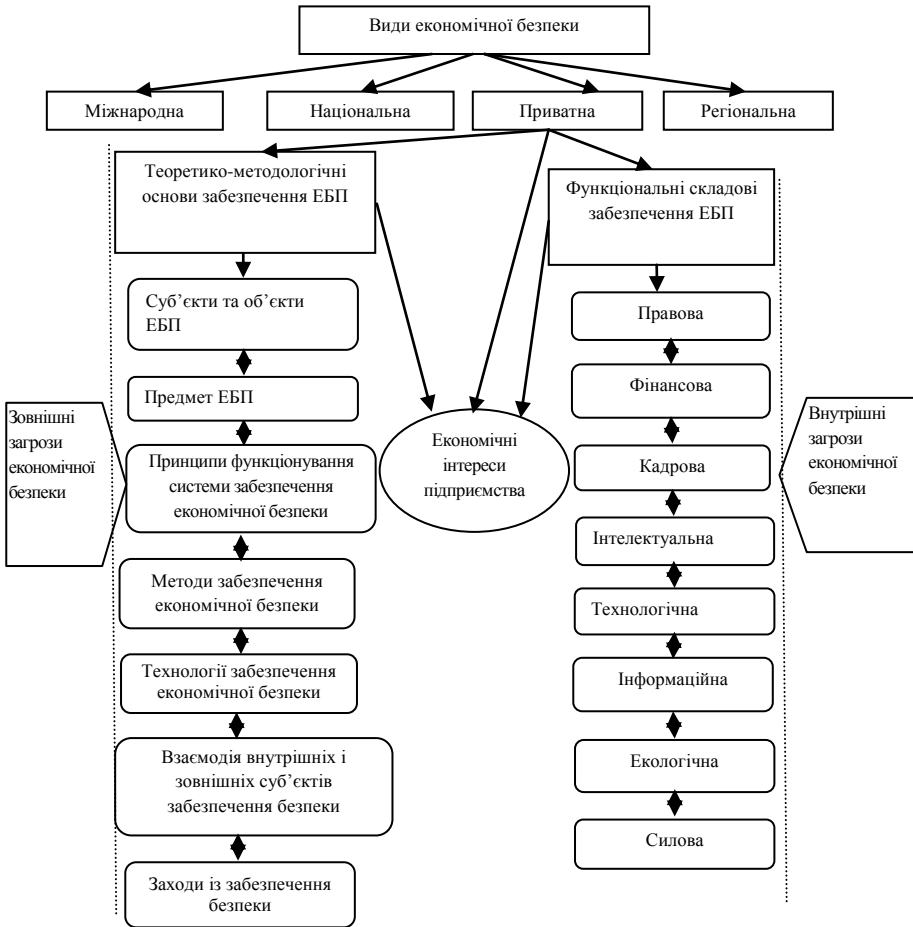 Види економічної безпеки
Міжнародна
Національна
Приватна
Регіональна
Теоретико-методологічні
основи забезпечення ЕБП
Функціональні складові
забезпечення ЕБП
Суб’єкти та об’єкти
ЕБП
Предмет ЕБП
Принципи функціонування
системи забезпечення
економічної безпеки
Методи забезпечення
економічної безпеки
Технології забезпечення
економічної безпеки
Взаємодія внутрішніх і
зовнішніх суб’єктів
забезпечення безпеки
Заходи із забезпечення
безпеки
Зовнішні
загрози
економічної
безпеки
Економічні
інтереси
підприємства
Правова
Фінансова
Кадрова
Інтелектуальна
Технологічна
Інформаційна
Екологічна
Силова
Внутрішні
загрози
економічної
безпеки